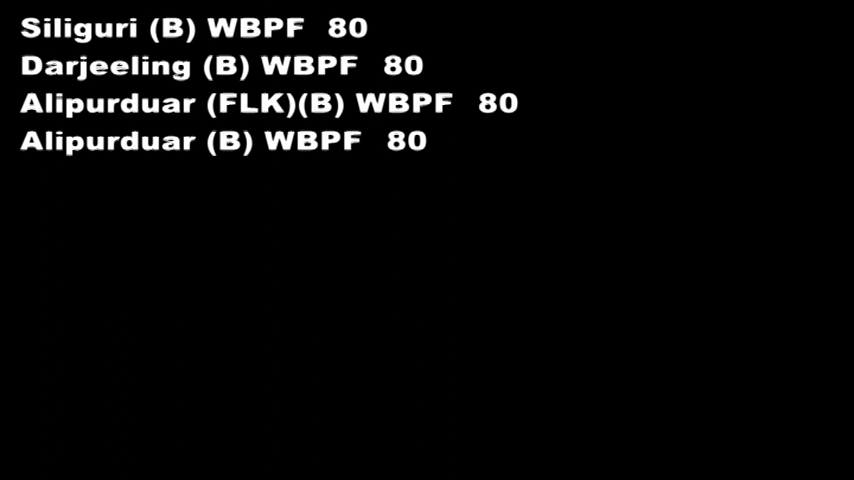 Siliguri (B) WBPF 80
Darjeeling (B) WBPF 80
Alipurduar (FLK)(B) WBPF 80
Alipurduar (B) WBPF 80